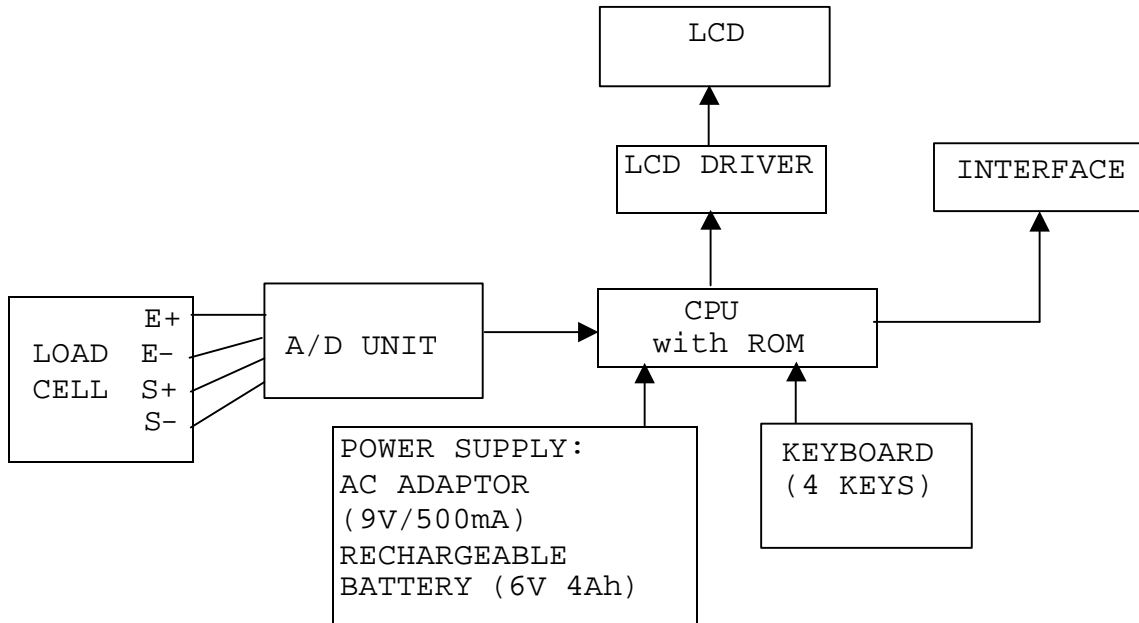 LCD
LCD DRIVER
INTERFACE
LOAD
CELL
E+
E-
S+
S-
A/D UNIT
CPU
with ROM
POWER SUPPLY:
AC ADAPTOR
(9V/500mA)
RECHARGEABLE
BATTERY (6V 4Ah)
KEYBOARD
(4 KEYS)